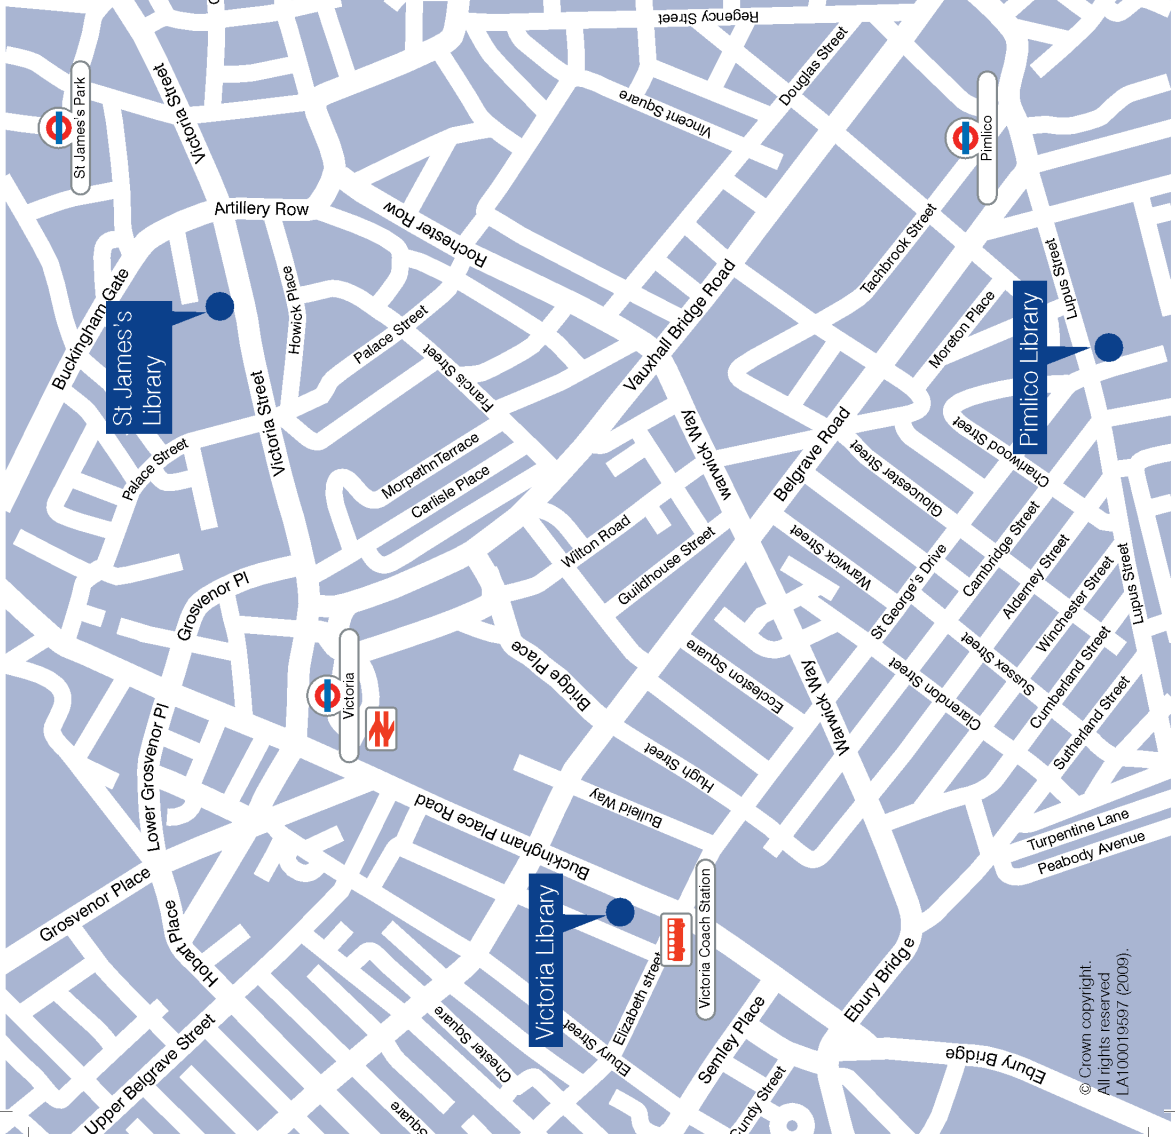 Regency Street
Douglas Street
Victoria Street
St James's Park
Vincent Square
Pimlico
Artillery Row
Rochester Row
Tachbrook Street
Lupus Street
Buckingham Gate
St James's
Library
Howick Place
Palace Street
Vauxhall Bridge Road
Moreton Place
Pimlico Library
Francis Street
Victoria Street
Palace Street
MorpethnTerrace
Carlisle Place
warwick Way
Belgrave Road
Gloucester Street
Charlwood Street
Wilton Road
Guildhouse Street
Warwick Street
St George's Drive
Cambridge Street
Alderney Street
Winchester Street
Lupus Street
Grosvenor Pl
Bridge Place
Eccleston Square
Warwick Way
Clarendon Street
Sussex Street
Cumberland Street
Sutherland Street
Victoria
Lower Grosvenor Pl
Hugh Street
Bulleid Way
Buckingham Place Road
Turpentine Lane
Peabody Avenue
Grosvenor Place
Hobart Place
Victoria Library
Victoria Coach Station
Elizabeth street
Ebury Street
Chester Square
Semley Place
Ebury Bridge
Ebury Bridge
Upper Belgrave Street
Square
undy Street
© Crown copyright.
All rights reserved
LA100019597 (2009).